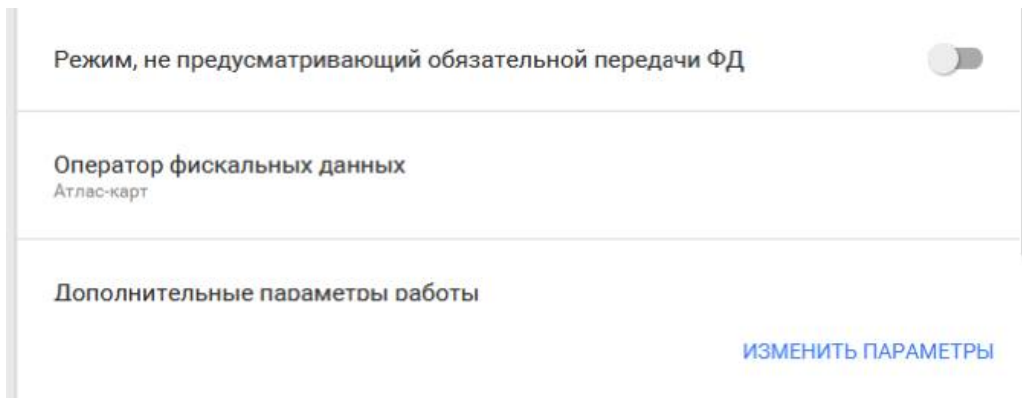 Режим, не предусматривающий обязательной передачи ФД
Оператор фискальных данных
Атлас-карт
Дополнительные параметры работы
ИЗМЕНИТЬ ПАРАМЕТРЫ